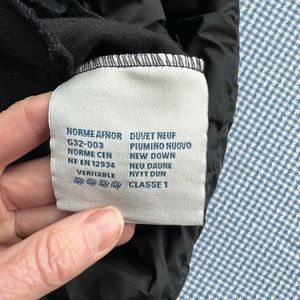 NORME AFNOR DUVET NEUF
G32-003 PIUMINO NUOVO
NORME CEN NEW DOWN
NF EN 12934 NEU DAUNE
VERITABLE NYTT DUN
CLASSE 1